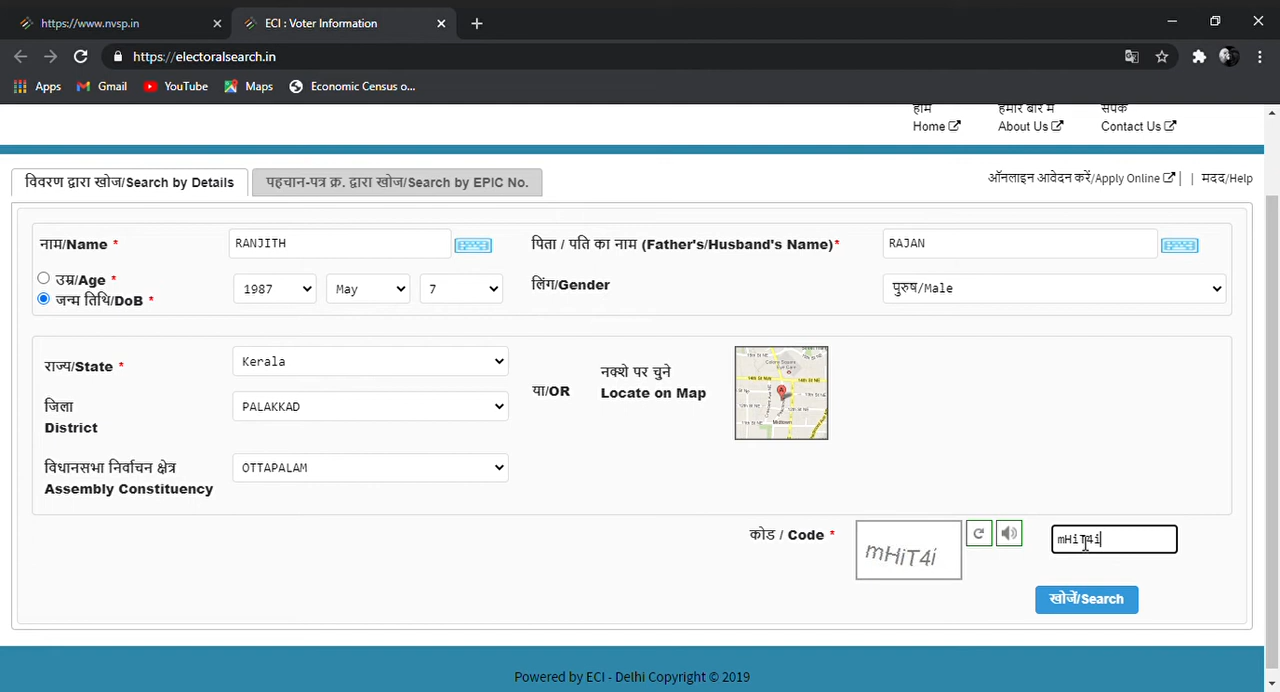 https://www.nvsp.in
ECI : Voter Information
https://electoralsearch.in
Apps Gmail YouTube Maps Economic Census o...
होम हमारे बारे में संपर्क
Home About Us Contact Us
विवरण द्वारा खोज/Search by Details पहचान-पत्र क्र. द्वारा खोज/Search by EPIC No. ऑनलाइन आवेदन करें/Apply Online | | मदद/Help
नाम/Name * RANJITH पिता / पति का नाम (Father's/Husband's Name)* RAJAN
उम्र/Age *
जन्म तिथि/DoB * 1987 May 7 लिंग/Gender पुरुष/Male
राज्य/State * Kerala
जिला
District PALAKKAD
या/OR नक्शे पर चुने
Locate on Map
विधानसभा निर्वाचन क्षेत्र
Assembly Constituency OTTAPALAM
कोड / Code * mHiT4i mHiT4i
खोजें/Search
Powered by ECI - Delhi Copyright © 2019